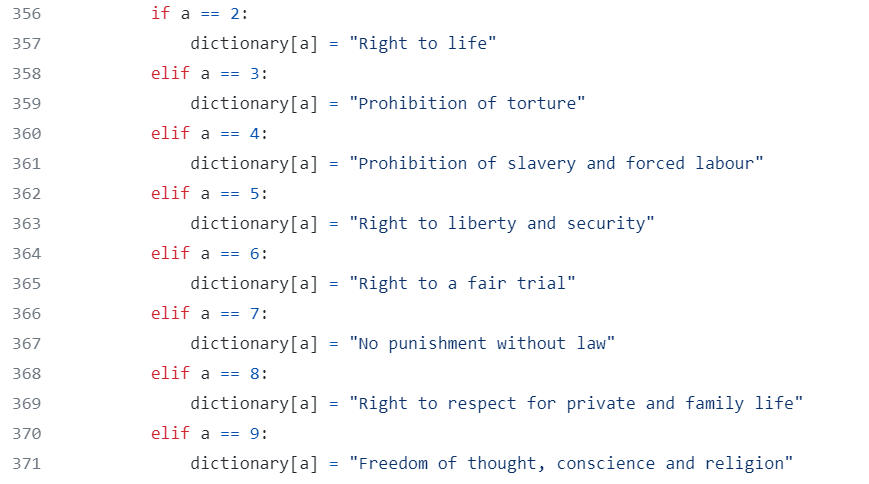 356 if a == 2:
357 dictionary[a] = "Right to life"
358 elif a == 3:
359 dictionary[a] = "Prohibition of torture"
360 elif a == 4:
361 dictionary[a] = "Prohibition of slavery and forced labour"
362 elif a == 5:
363 dictionary[a] = "Right to liberty and security"
364 elif a == 6:
365 dictionary[a] = "Right to a fair trial"
366 elif a == 7:
367 dictionary[a] = "No punishment without law"
368 elif a == 8:
369 dictionary[a] = "Right to respect for private and family life"
370 elif a == 9:
371 dictionary[a] = "Freedom of thought, conscience and religion"